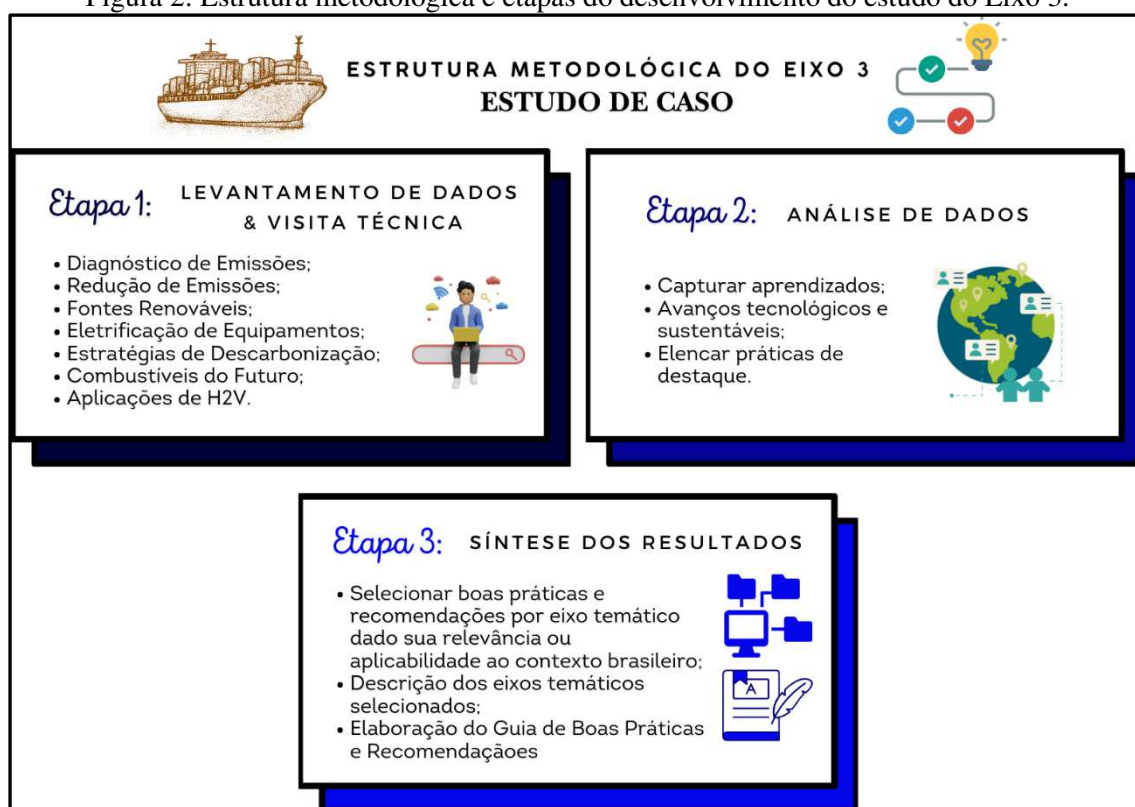 Figura 2: Estrutura metodológica e etapas do desenvolvimento do estudo do Eixo 3.
ESTRUTURA METODOLÓGICA DO EIXO 3
ESTUDO DE CASO
Etapa 1: LEVANTAMENTO DE DADOS
& VISITA TÉCNICA
• Diagnóstico de Emissões;
• Redução de Emissões;
• Fontes Renováveis;
• Eletrificação de Equipamentos;
• Estratégias de Descarbonização;
• Combustíveis do Futuro;
• Aplicações de H2V.
Etapa 2: ANÁLISE DE DADOS
• Capturar aprendizados;
• Avanços tecnológicos e
sustentáveis;
• Elencar práticas de
destaque.
Etapa 3: SÍNTESE DOS RESULTADOS
• Selecionar boas práticas e
recomendações por eixo temático
dado sua relevância ou
aplicabilidade ao contexto brasileiro;
• Descrição dos eixos temáticos
selecionados;
• Elaboração do Guia de Boas Práticas
e Recomendaçãoes
A